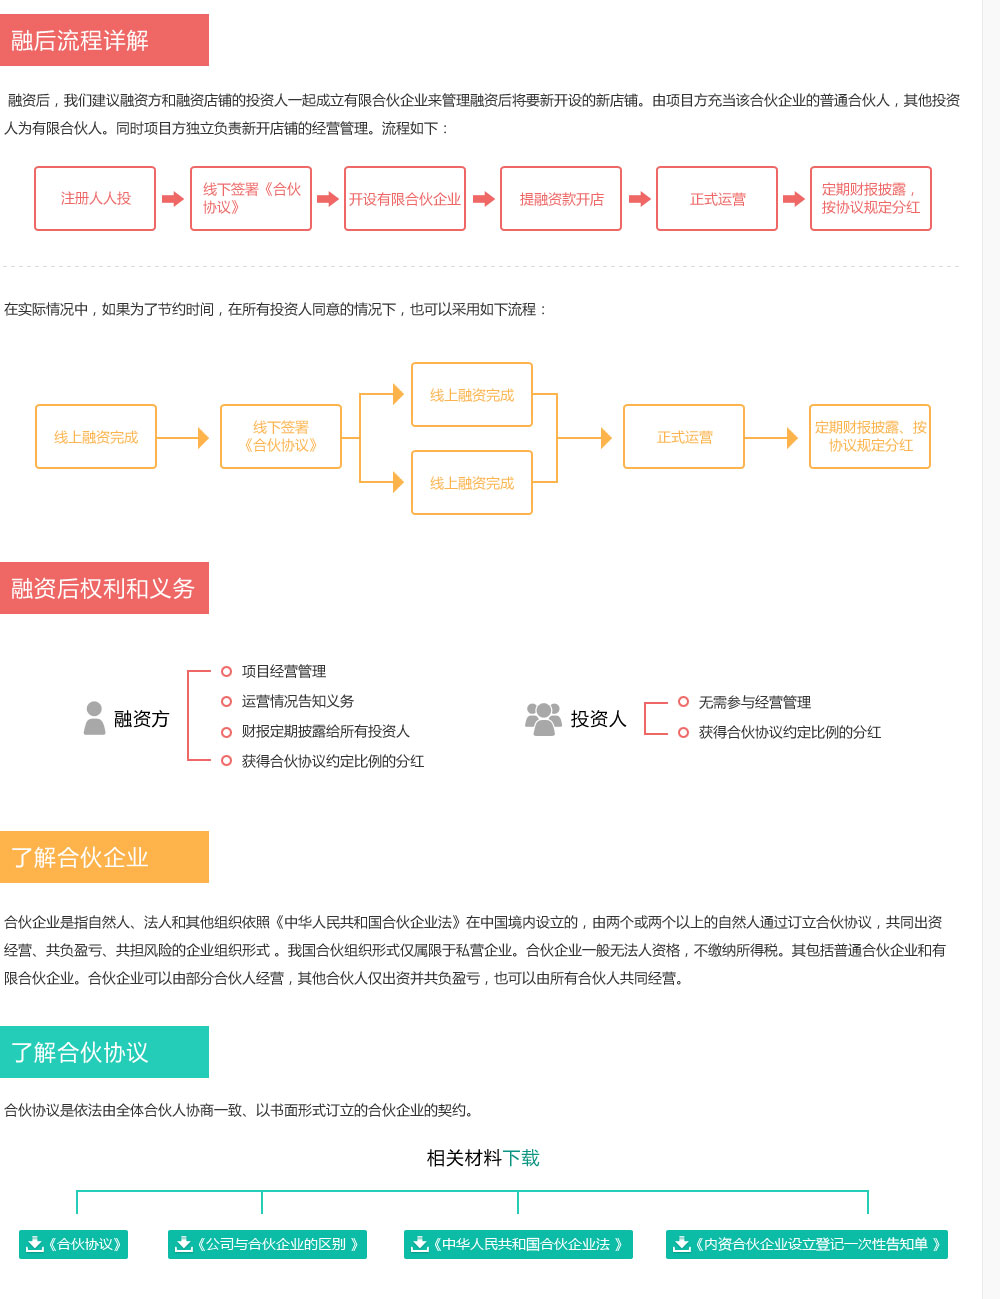 融后流程详解
融资后，我们建议融资方和融资店铺的投资人一起成立有限合伙企业来管理融资后将要新开设的新店铺。由项目方充当该合伙企业的普通合伙人，其他投资
人为有限合伙人。同时项目方独立负责新开店铺的经营管理。流程如下：
注册人人投
线下签署《合伙
协议》
开设有限合伙企业
提融资款开店
正式运营
定期财报披露，
按协议规定分红
在实际情况中，如果为了节约时间，在所有投资人同意的情况下，也可以采用如下流程：
线上融资完成
线下签署
《合伙协议》
线上融资完成
线上融资完成
正式运营
定期财报披露、按
协议规定分红
融资后权利和义务
融资方
项目经营管理
运营情况告知义务
财报定期披露给所有投资人
获得合伙协议约定比例的分红
投资人
无需参与经营管理
获得合伙协议约定比例的分红
了解合伙企业
合伙企业是指自然人、法人和其他组织依照《中华人民共和国合伙企业法》在中国境内设立的，由两个或两个以上的自然人通过订立合伙协议，共同出资
经营、共负盈亏、共担风险的企业组织形式 。我国合伙组织形式仅属限于私营企业。合伙企业一般无法人资格，不缴纳所得税。其包括普通合伙企业和有
限合伙企业。合伙企业可以由部分合伙人经营，其他合伙人仅出资并共负盈亏，也可以由所有合伙人共同经营。
了解合伙协议
合伙协议是依法由全体合伙人协商一致、以书面形式订立的合伙企业的契约。
相关材料下载
《合伙协议》
《公司与合伙企业的区别 》
《中华人民共和国合伙企业法 》
《内资合伙企业设立登记一次性告知单 》